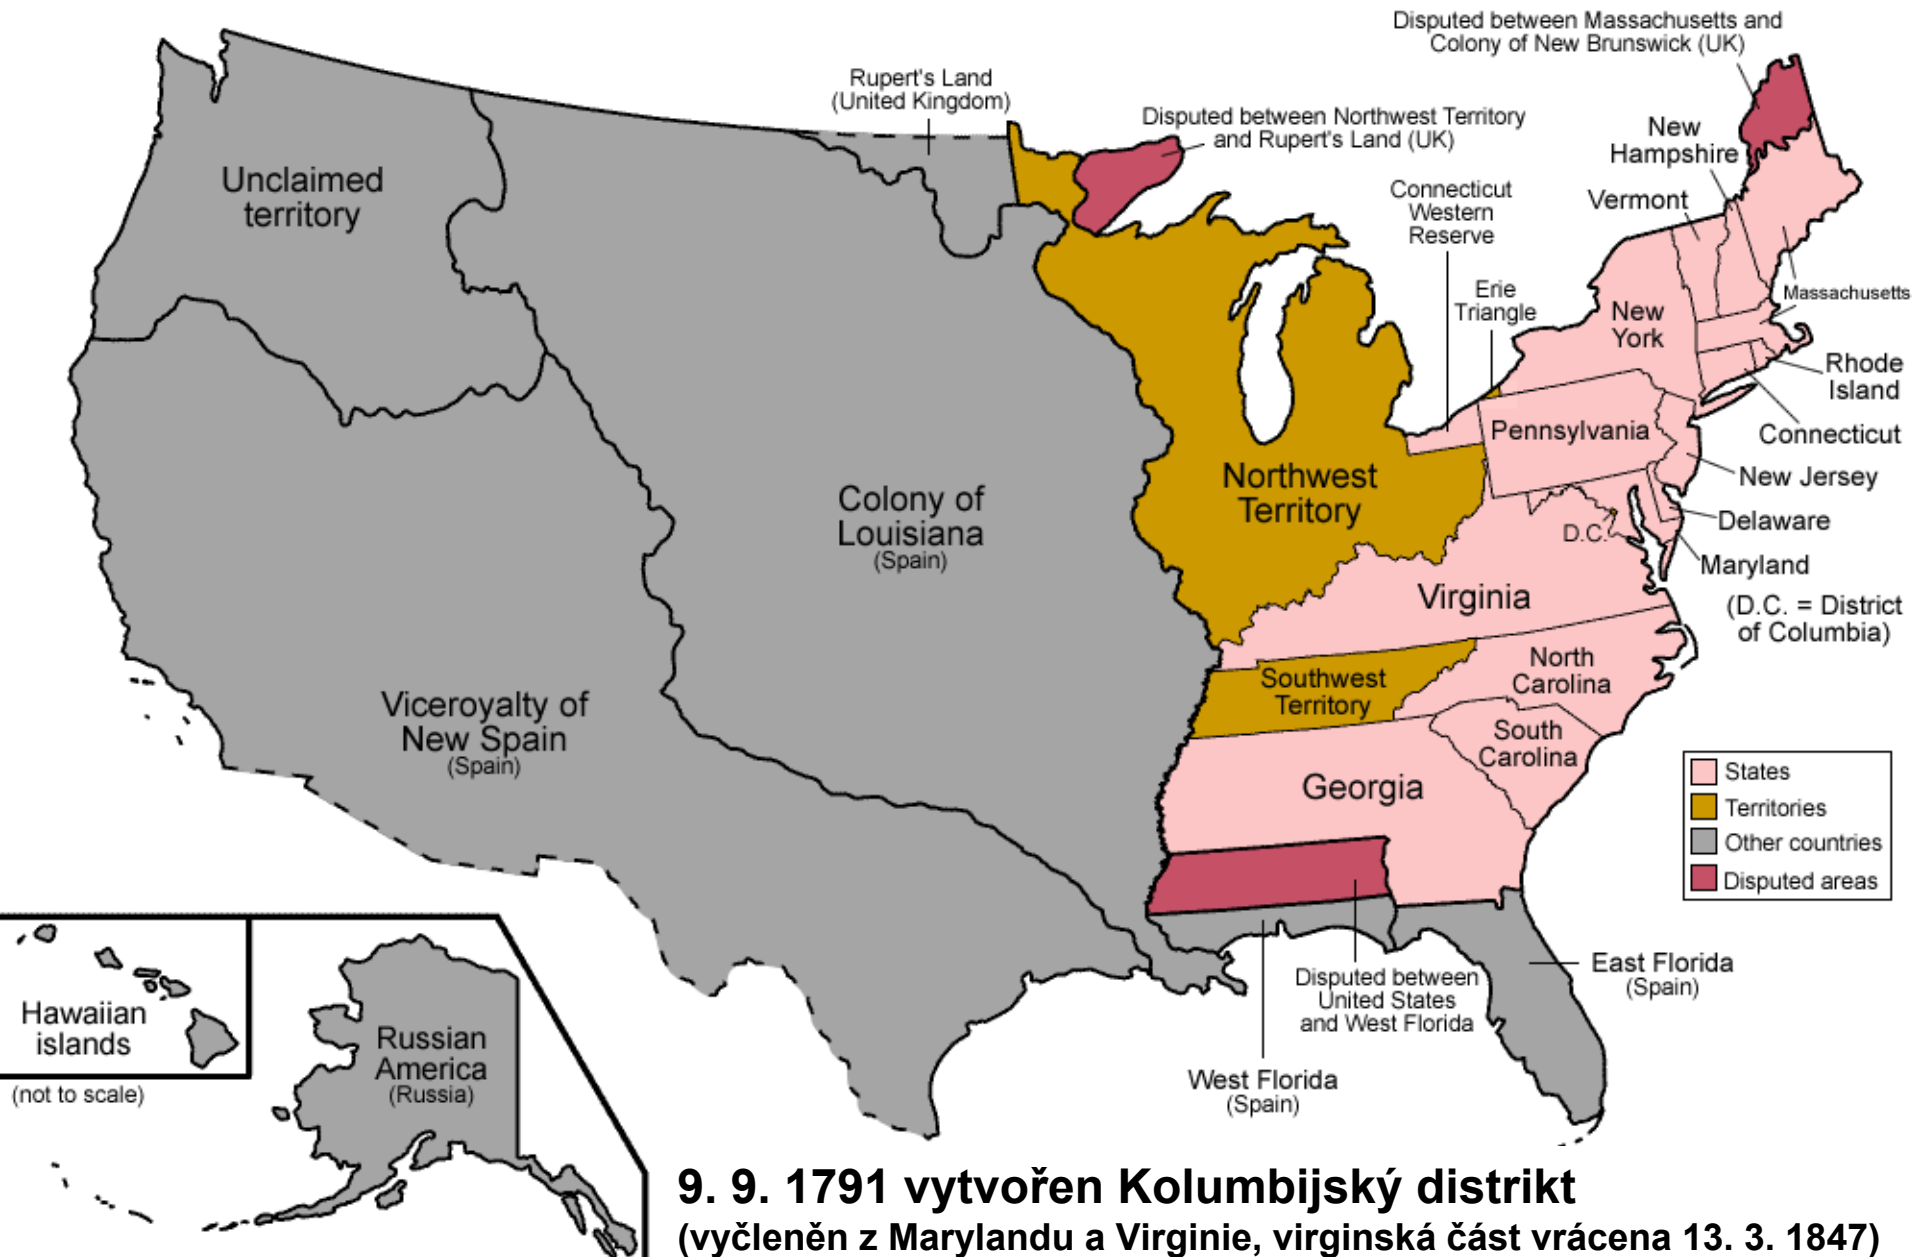 Disputed between Massachusetts and
Colony of New Brunswick (UK)
Rupert's Land
(United Kingdom)
Disputed between Northwest Territory
and Rupert's Land (UK)
New
Hampshire
Vermont
Unclaimed
territory
Connecticut
Western
Reserve
Erie
Triangle
Massachusetts
New
York
Rhode
Island
Connecticut
Pennsylvania
New Jersey
Northwest
Territory
Colony of
Louisiana
(Spain)
Delaware
D.C.
Maryland
Virginia
(D.C. = District
of Columbia)
North
Carolina
Southwest
Territory
Viceroyalty of
New Spain
(Spain)
South
Carolina
Georgia
States
Territories
Other countries
Disputed areas
East Florida
(Spain)
Disputed between
United States
and West Florida
West Florida
(Spain)
Hawaiian
islands
(not to scale)
Russian
America
(Russia)
9. 9. 1791 vytvořen Kolumbijský distrikt
(vyčleněn z Marylandu a Virginie, virginská část vrácena 13. 3. 1847)